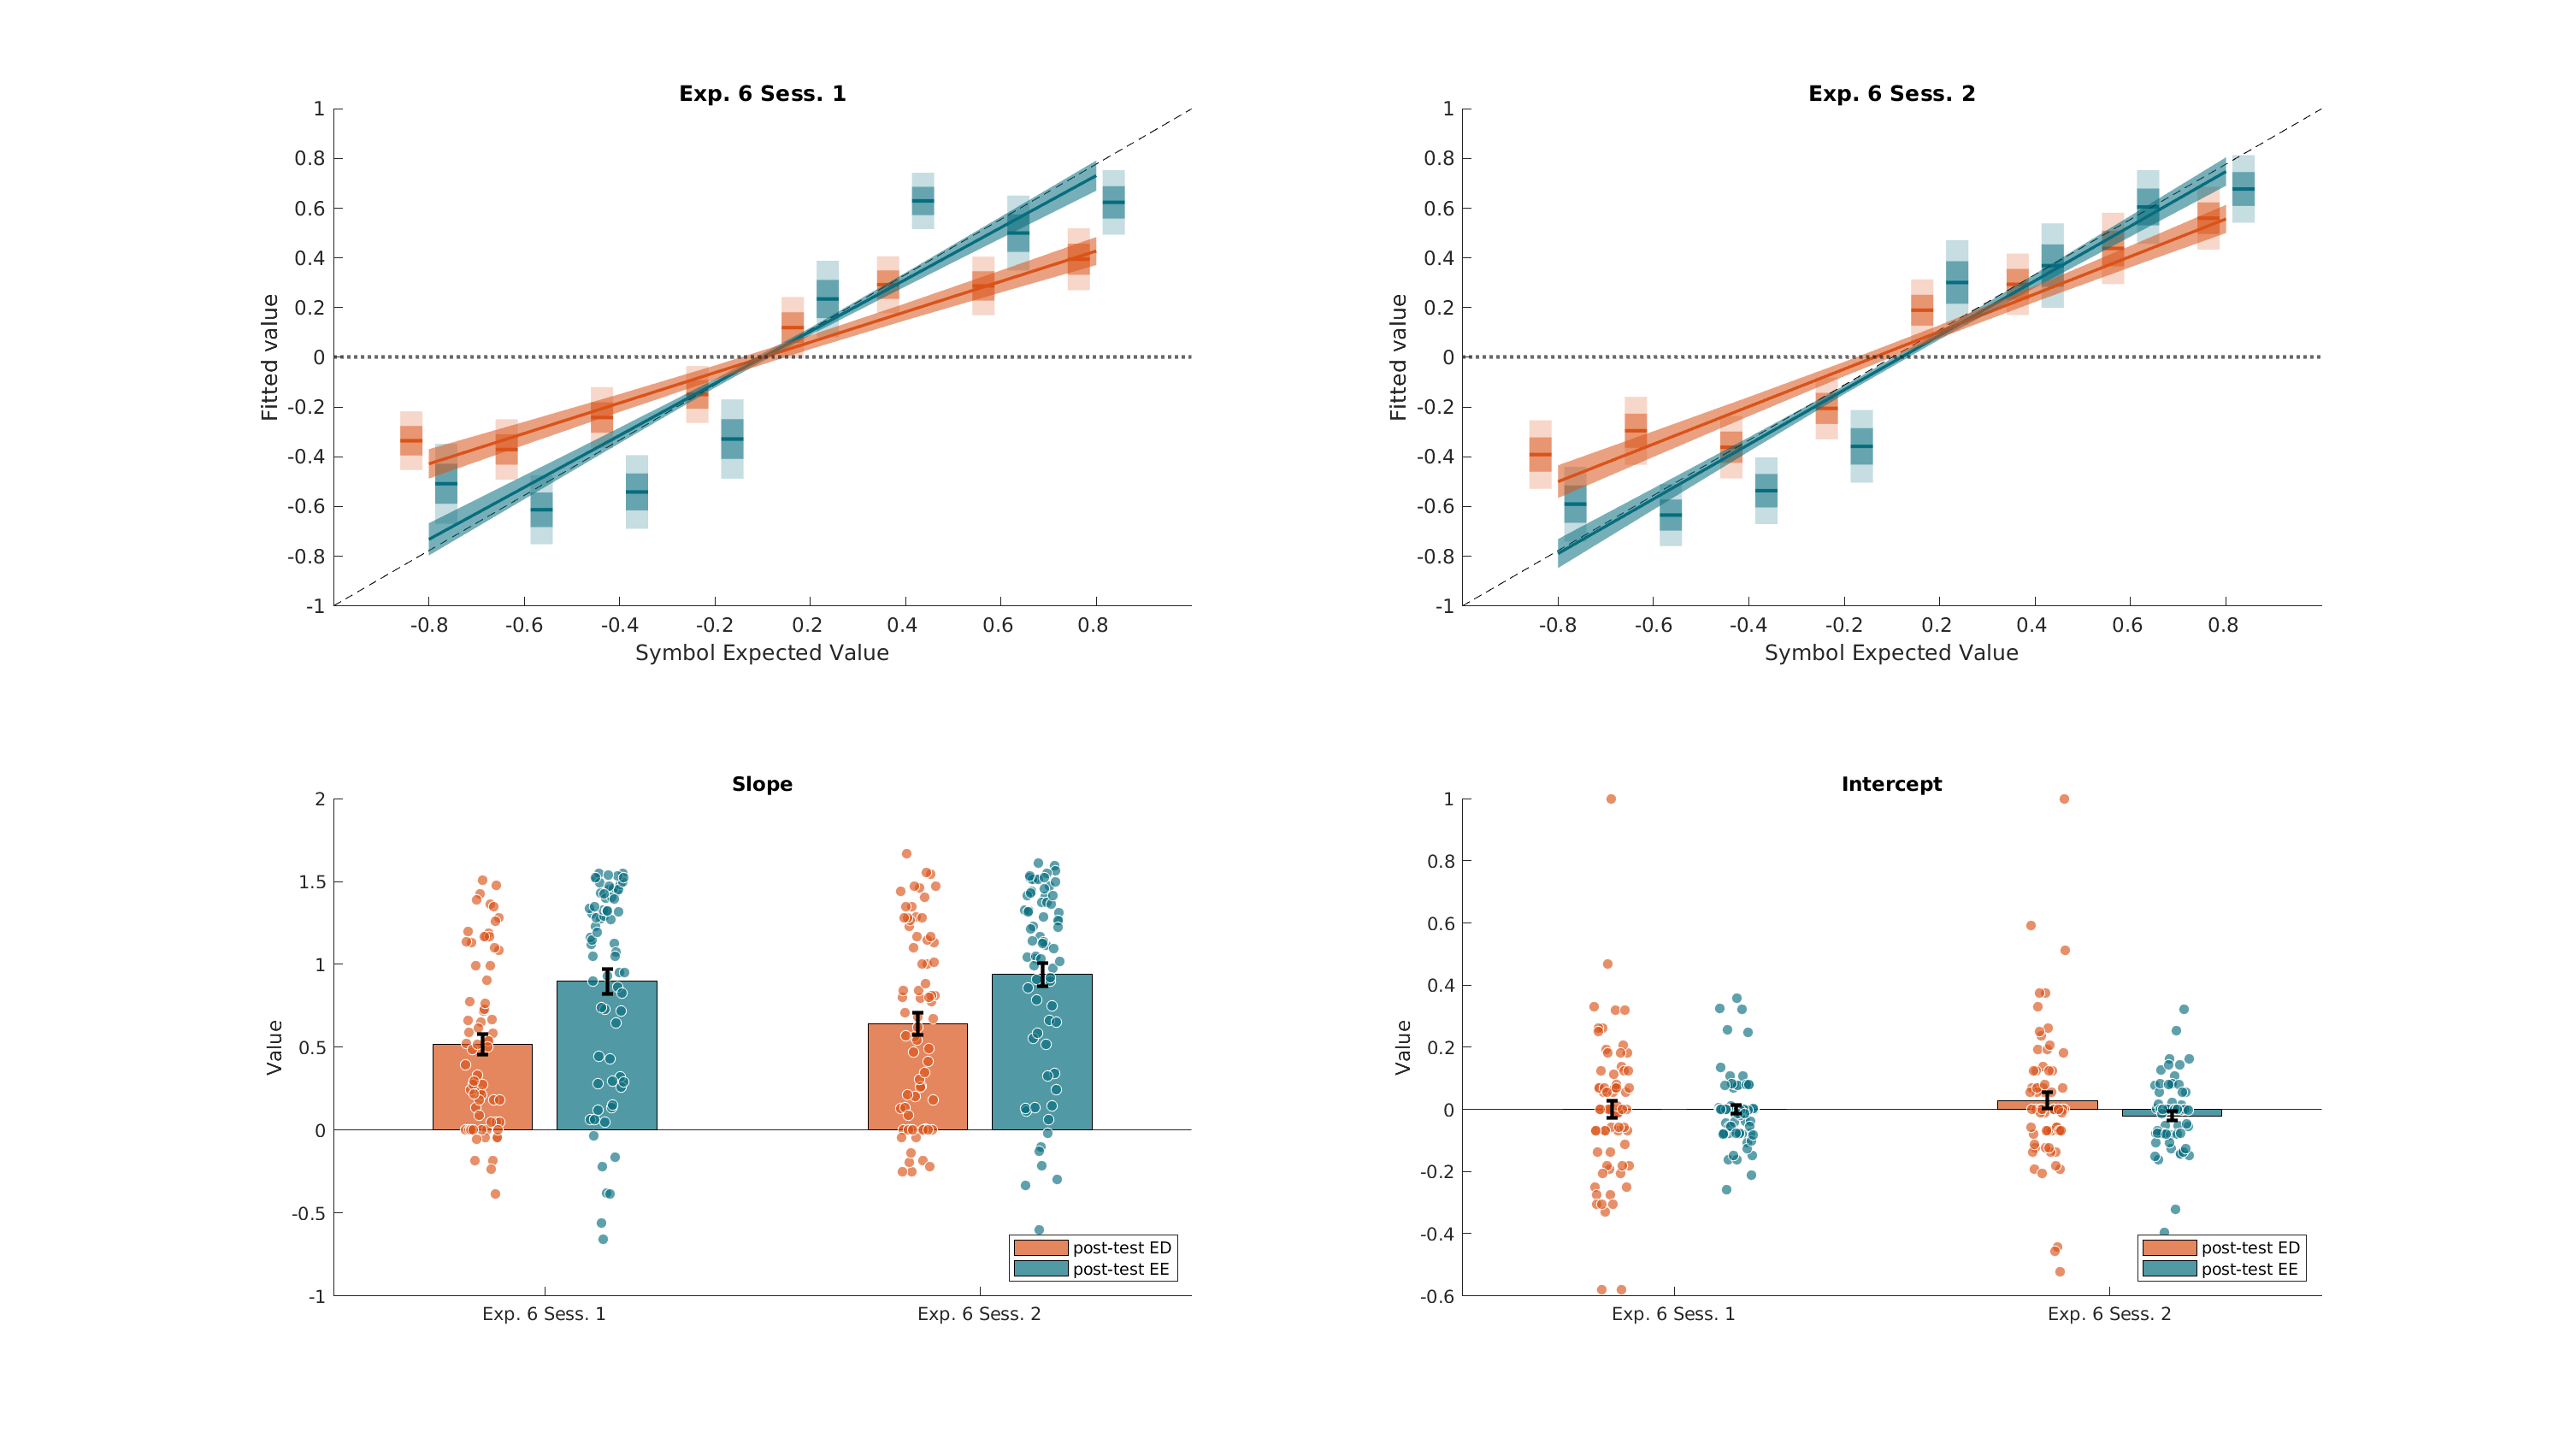 Exp. 6 Sess. 1
1
0.8
0.6
0.4
0.2
0
-0.2
-0.4
-0.6
-0.8
-1
Fitted value
-0.8 -0.6 -0.4 -0.2 0.2 0.4 0.6 0.8
Symbol Expected Value
Exp. 6 Sess. 2
1
0.8
0.6
0.4
0.2
0
-0.2
-0.4
-0.6
-0.8
-1
Fitted value
-0.8 -0.6 -0.4 -0.2 0.2 0.4 0.6 0.8
Symbol Expected Value
Slope
2
1.5
1
0.5
0
-0.5
-1
Value
post-test ED
post-test EE
Exp. 6 Sess. 1 Exp. 6 Sess. 2
Intercept
1
0.8
0.6
0.4
0.2
0
-0.2
-0.4
-0.6
Value
post-test ED
post-test EE
Exp. 6 Sess. 1 Exp. 6 Sess. 2